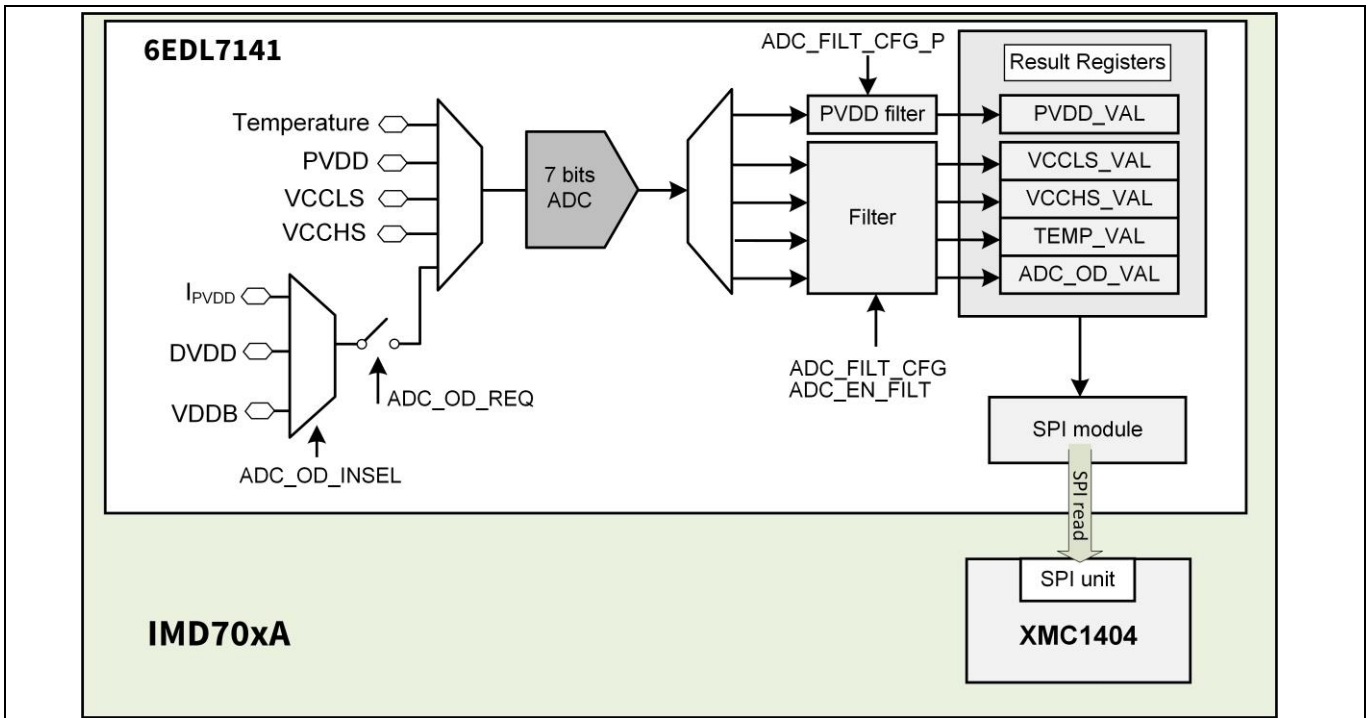 6EDL7141
ADC_FILT_CFG_P
Result Registers
Temperature
PVDD
VCCLS
VCCHS
7 bits
ADC
PVDD filter
PVDD_VAL
Filter
VCCLS_VAL
VCCHS_VAL
TEMP_VAL
ADC_OD_VAL
IPVDD
DVDD
VDDB
ADC_OD_REQ
ADC_OD_INSEL
ADC_FILT_CFG
ADC_EN_FILT
SPI module
SPI read
SPI unit
XMC1404
IMD70xA